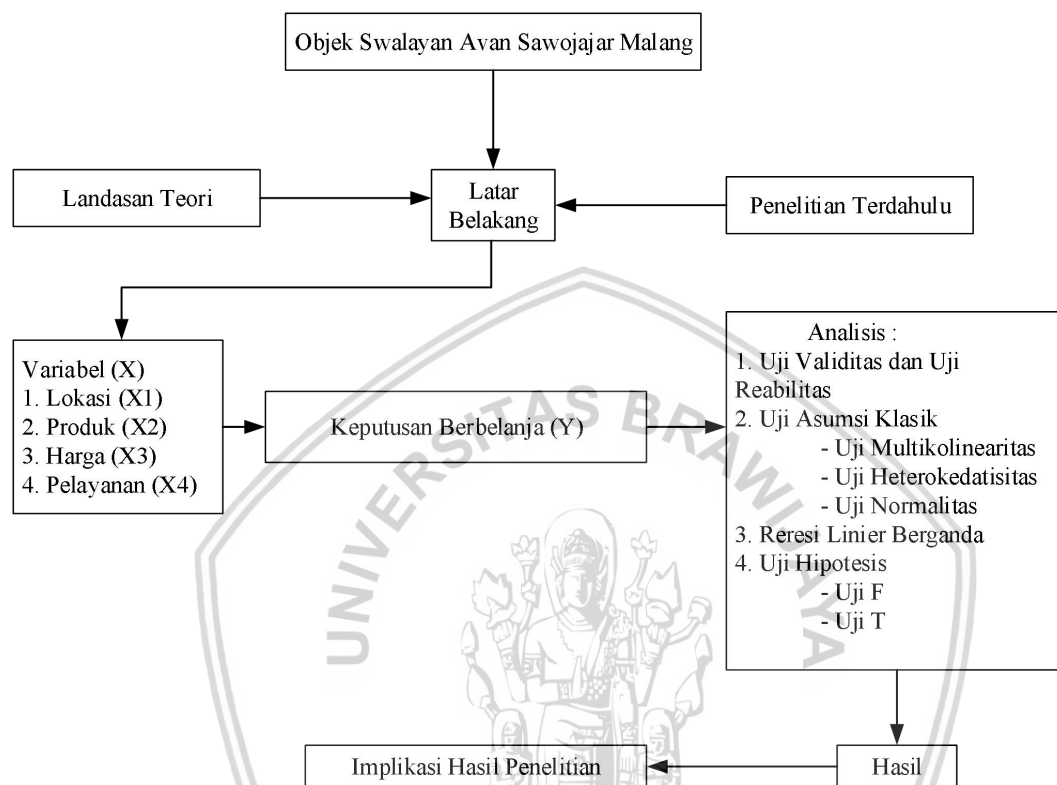 Objek Swalayan Avan Sawojajar Malang
Landasan Teori
Latar
Belakang
Penelitian Terdahulu
Variabel (X)
1. Lokasi (X1)
2. Produk (X2)
3. Harga (X3)
4. Pelayanan (X4)
Keputusan Berbelanja (Y)
Analisis :
1. Uji Validitas dan Uji
Reabilitas
2. Uji Asumsi Klasik
- Uji Multikolinearitas
- Uji Heterokedatisitas
- Uji Normalitas
3. Reresi Linier Berganda
4. Uji Hipotesis
- Uji F
- Uji T
Implikasi Hasil Penelitian
Hasil
UNIVERSITAS BRAWIJAYA